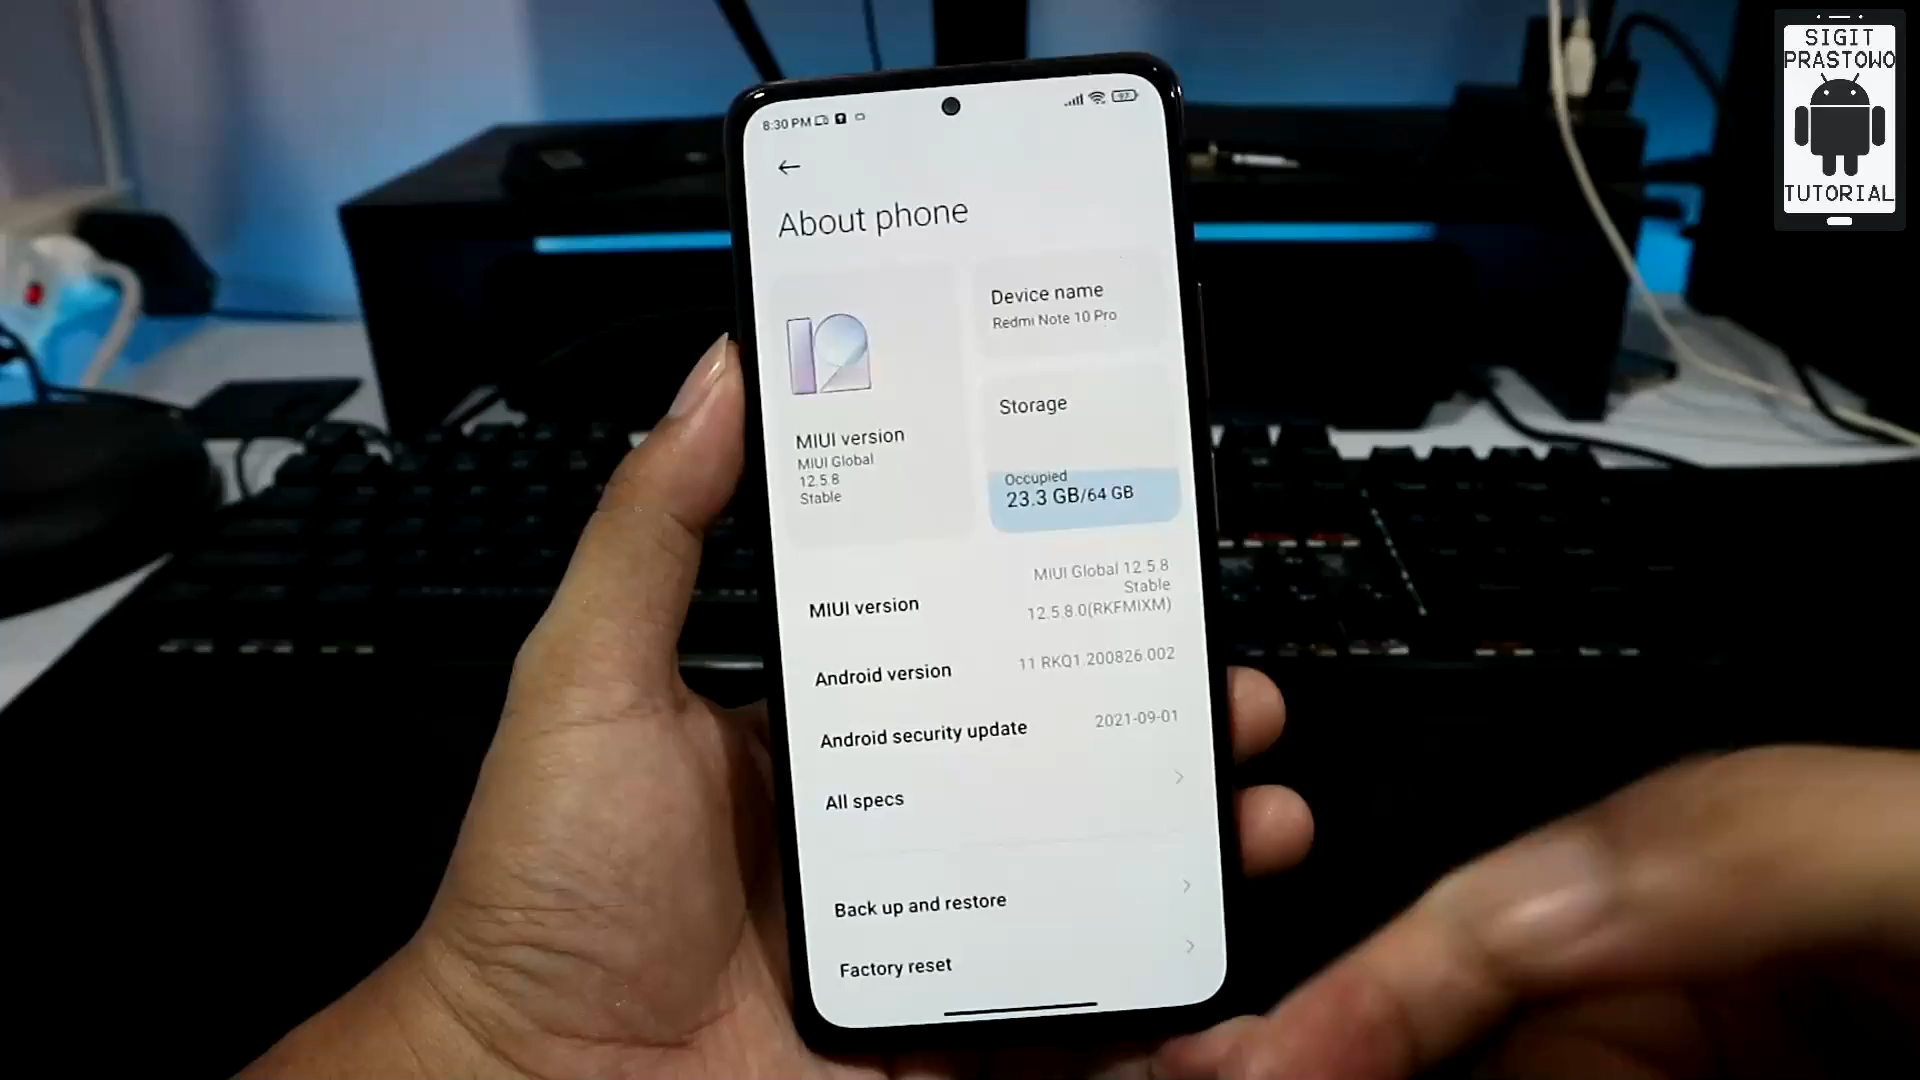 SIGIT
PRASTOWO
TUTORIAL
8:30 PM
97
About phone
Device name
Redmi Note 10 Pro
MIUI version
MIUI Global
12.5.8
Stable
Storage
Occupied
23.3 GB/64 GB
MIUI version
MIUI Global 12.5.8
Stable
12.5.8.0(RKFMIXM)
Android version
11 RKQ1.200826.002
Android security update
2021-09-01
All specs
Back up and restore
Factory reset